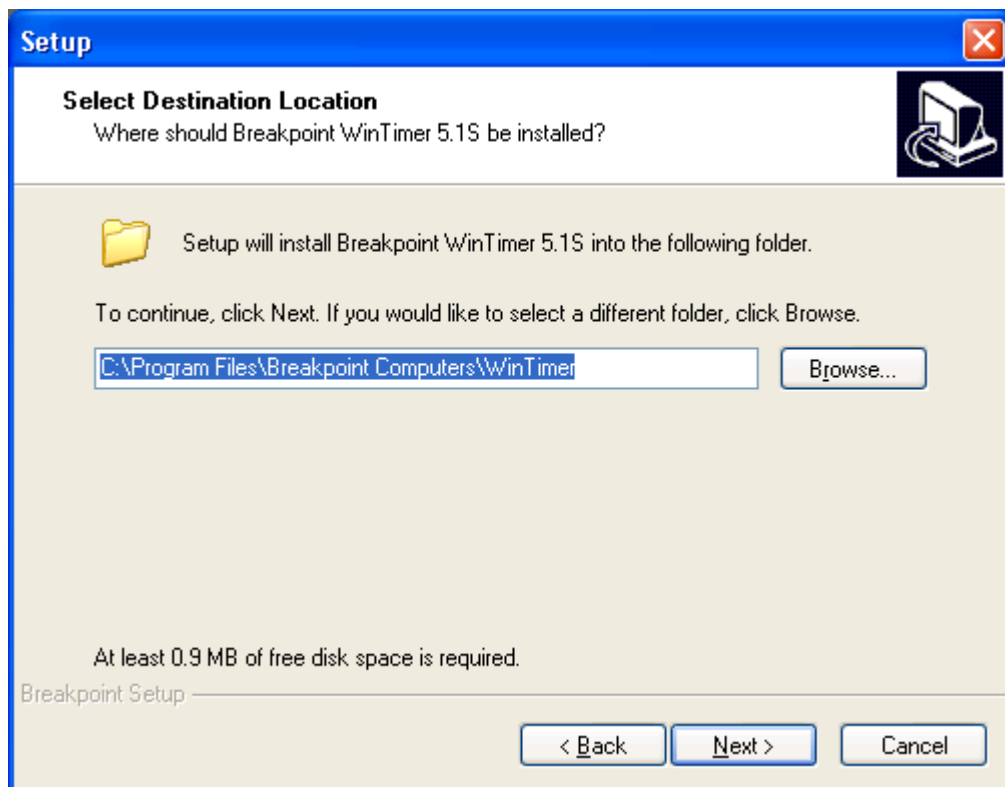 Setup
Select Destination Location
Where should Breakpoint WinTimer 5.1S be installed?
Setup will install Breakpoint WinTimer 5.1S into the following folder.
To continue, click Next. If you would like to select a different folder, click Browse.
C:\Program Files\Breakpoint Computers\WinTimer
Browse...
At least 0.9 MB of free disk space is required.
Breakpoint Setup
< Back
Next >
Cancel